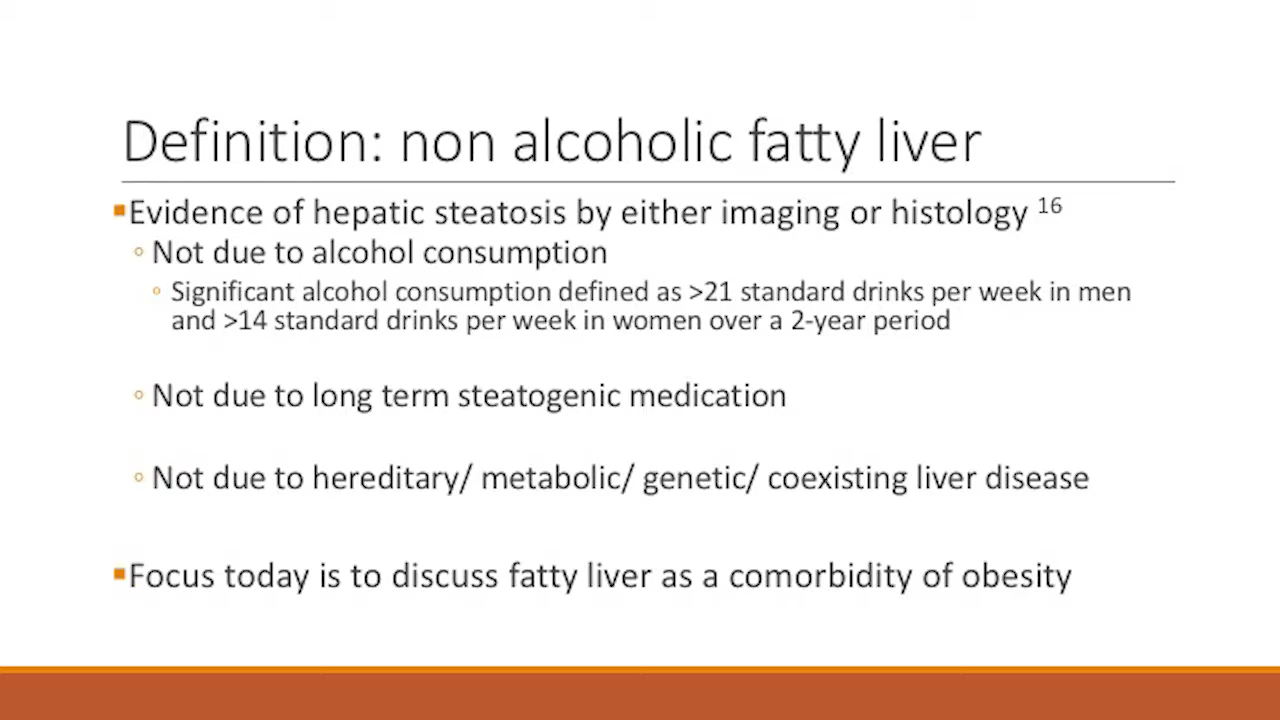 Definition: non alcoholic fatty liver
▪Evidence of hepatic steatosis by either imaging or histology 16
◦ Not due to alcohol consumption
◦ Significant alcohol consumption defined as >21 standard drinks per week in men
and >14 standard drinks per week in women over a 2-year period
◦ Not due to long term steatogenic medication
◦ Not due to hereditary/ metabolic/ genetic/ coexisting liver disease
▪Focus today is to discuss fatty liver as a comorbidity of obesity